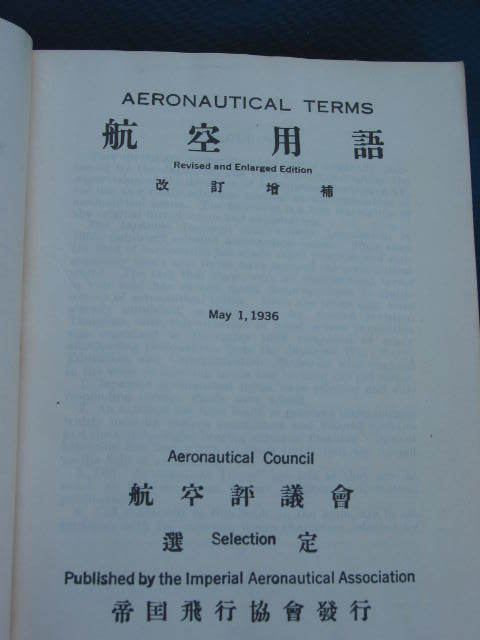 AERONAUTICAL TERMS
航空用語
Revised and Enlarged Edition
改訂増補
May 1, 1936
Aeronautical Council
航空評議會
選 Selection 定
Published by the Imperial Aeronautical Association
帝国飛行協會發行